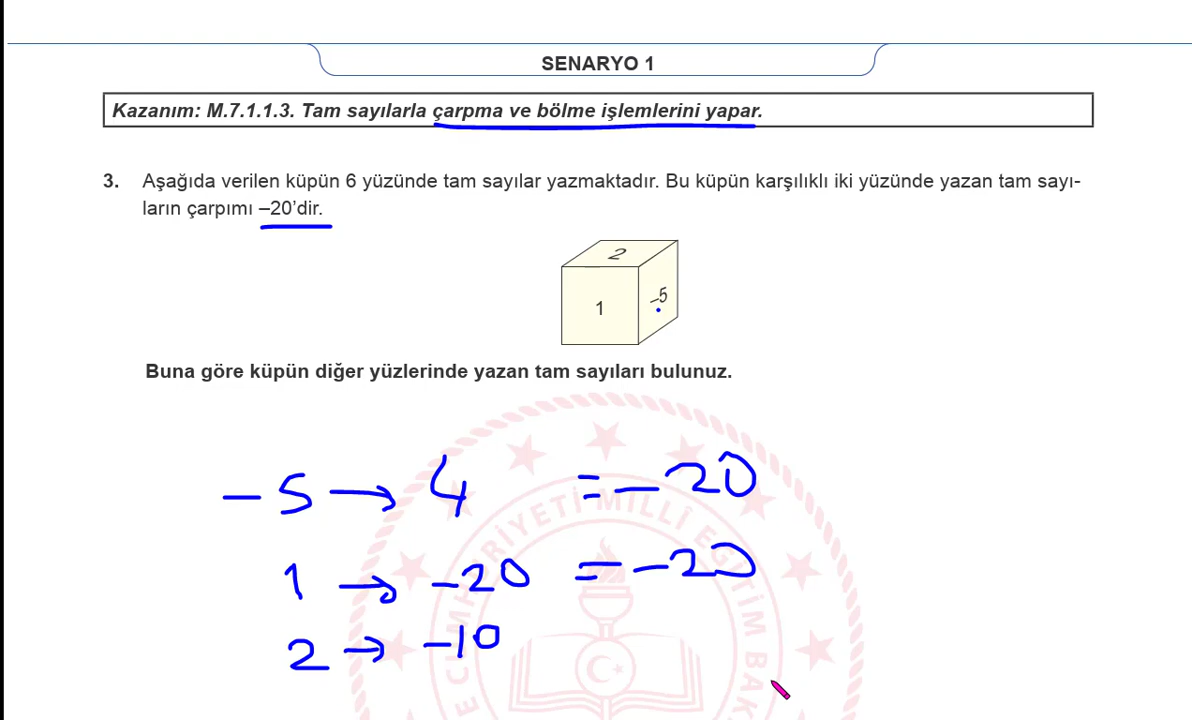 SENARYO 1
Kazanım: M.7.1.1.3. Tam sayılarla çarpma ve bölme işlemlerini yapar.
3. Aşağıda verilen küpün 6 yüzünde tam sayılar yazmaktadır. Bu küpün karşılıklı iki yüzünde yazan tam sayı-
ların çarpımı –20'dir.
2
1 –5
Buna göre küpün diğer yüzlerinde yazan tam sayıları bulunuz.
-5 → 4 = -20
1 → -20 = -20
2 → -10